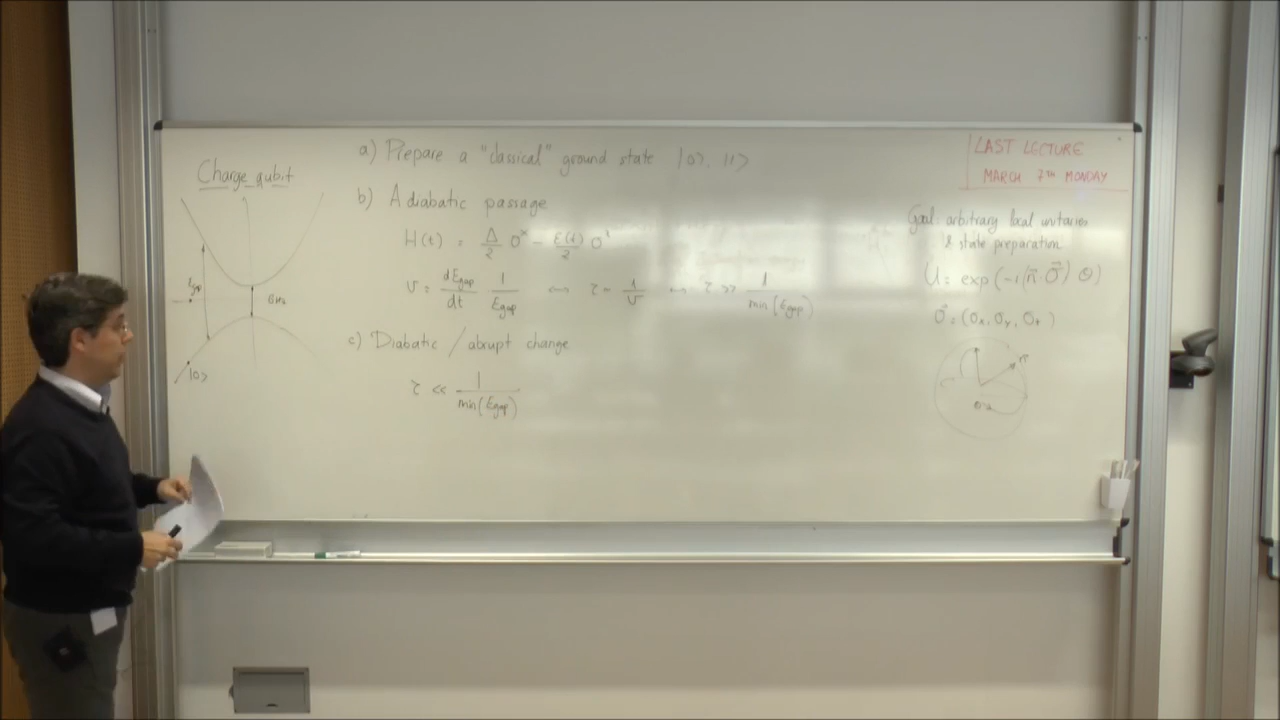 Charge qubit
|0>
a) Prepare a "classical" ground state |0>, |1>
b) Adiabatic passage
H(t) = Δ/2 σˣ - ε(t)/2 σᶻ
v = dE_gap/dt 1/E_gap ⟿ τ = 1/v ⟿ τ >> 1/min(E_gap)
c) Diabatic / abrupt change
τ << 1/min(E_gap)
LAST LECTURE
MARCH 7TH MONDAY
Goal: arbitrary local unitaries
& state preparation
U = exp(-i(n⃗ σ⃗) θ)
σ⃗ = (σx, σy, σz)